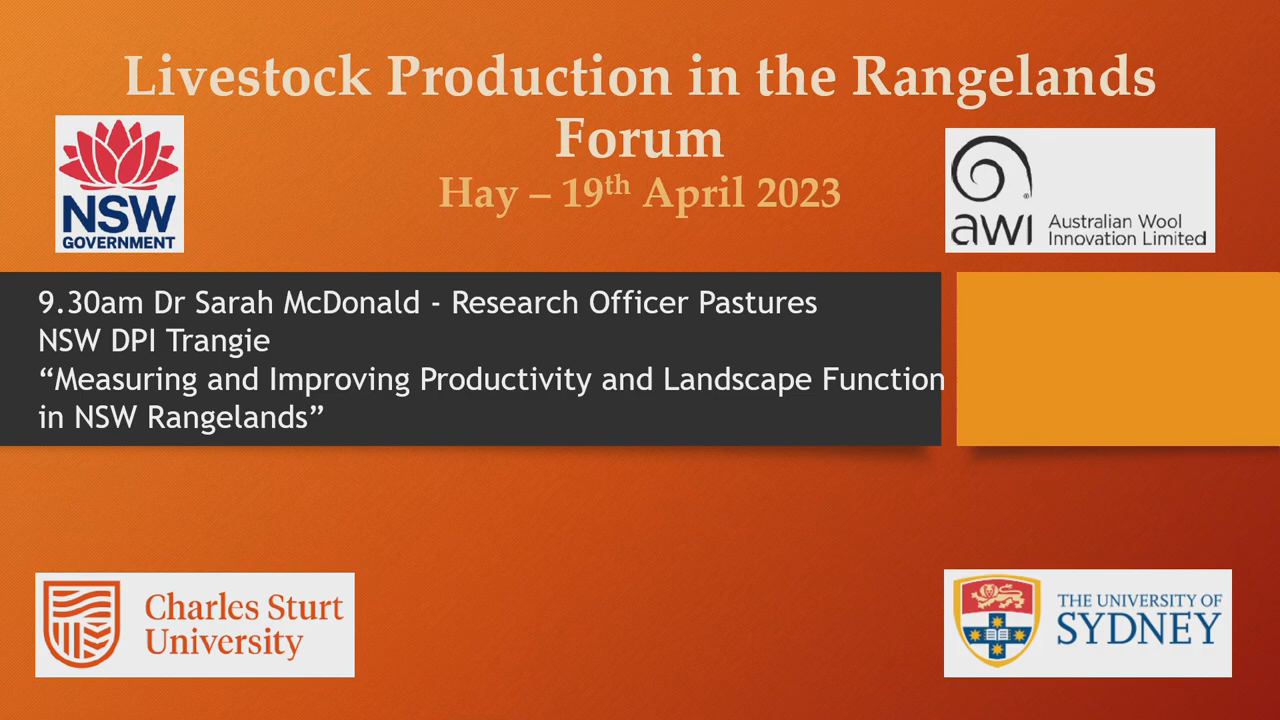 Livestock Production in the Rangelands
Forum
Hay – 19th April 2023
NSW
GOVERNMENT
awi
Australian Wool
Innovation Limited
9.30am Dr Sarah McDonald - Research Officer Pastures
NSW DPI Trangie
“Measuring and Improving Productivity and Landscape Function
in NSW Rangelands”
Charles Sturt
University
THE UNIVERSITY OF
SYDNEY